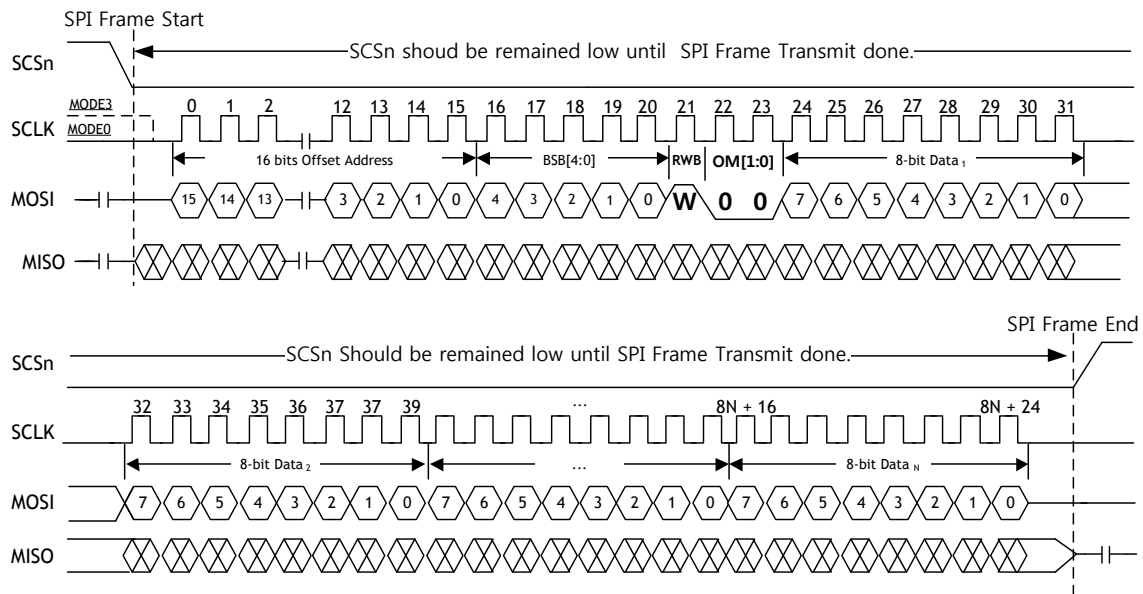 SPI Frame Start
SCSn shoud be remained low until SPI Frame Transmit done.
SCSn
MODE3
MODE0
SCLK
0 1 2 12 13 14 15 16 17 18 19 20 21 22 23 24 25 26 27 28 29 30 31
16 bits Offset Address BSB[4:0] RWB OM[1:0] 8-bit Data 1
MOSI 15 14 13 3 2 1 0 4 3 2 1 0 W 0 0 7 6 5 4 3 2 1 0
MISO
SPI Frame End
SCSn Should be remained low until SPI Frame Transmit done.
SCSn
32 33 34 35 36 37 37 39 ... 8N + 16 8N + 24
SCLK
8-bit Data 2 ... 8-bit Data N
MOSI 7 6 5 4 3 2 1 0 7 6 5 4 3 2 1 0 7 6 5 4 3 2 1 0
MISO